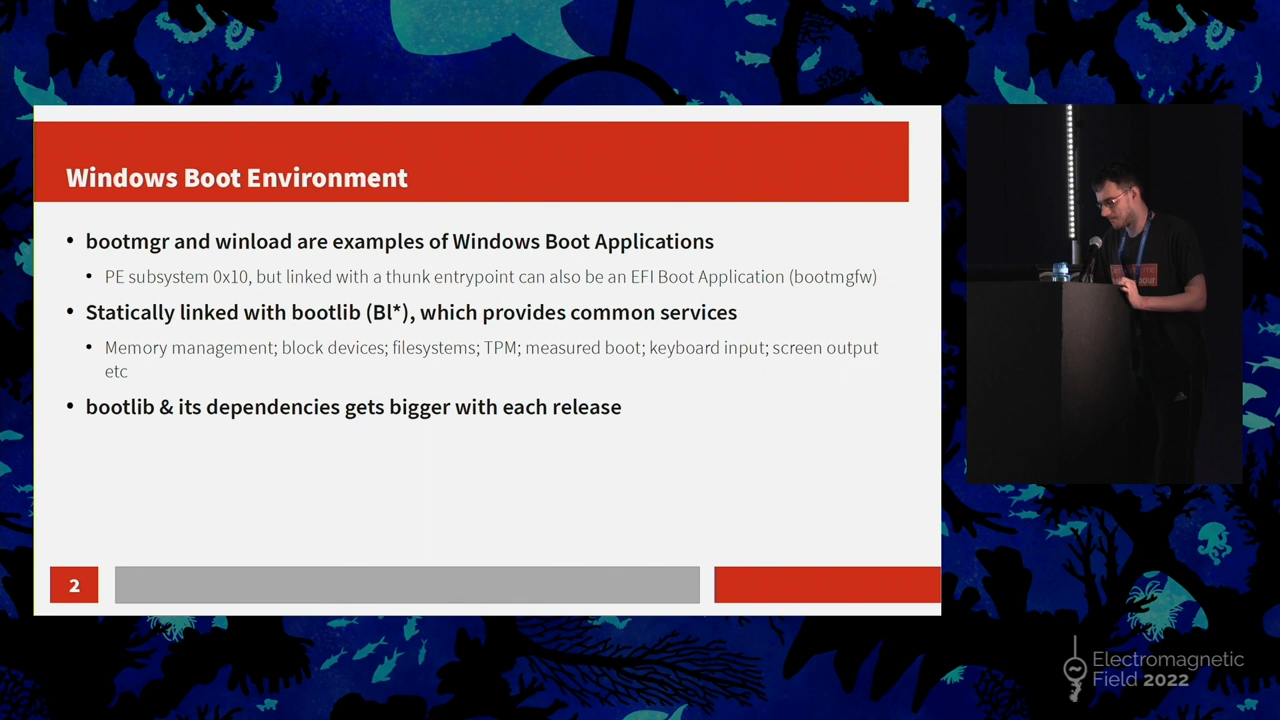 Windows Boot Environment
• bootmgr and winload are examples of Windows Boot Applications
• PE subsystem 0x10, but linked with a thunk entrypoint can also be an EFI Boot Application (bootmgfw)
• Statically linked with bootlib (Bl*), which provides common services
• Memory management; block devices; filesystems; TPM; measured boot; keyboard input; screen output
etc
• bootlib & its dependencies gets bigger with each release
2
Electromagnetic
Field 2022